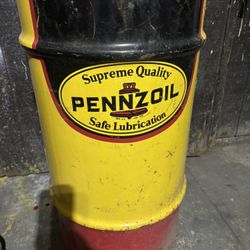 Supreme Quality
PENNZOIL
Safe Lubrication